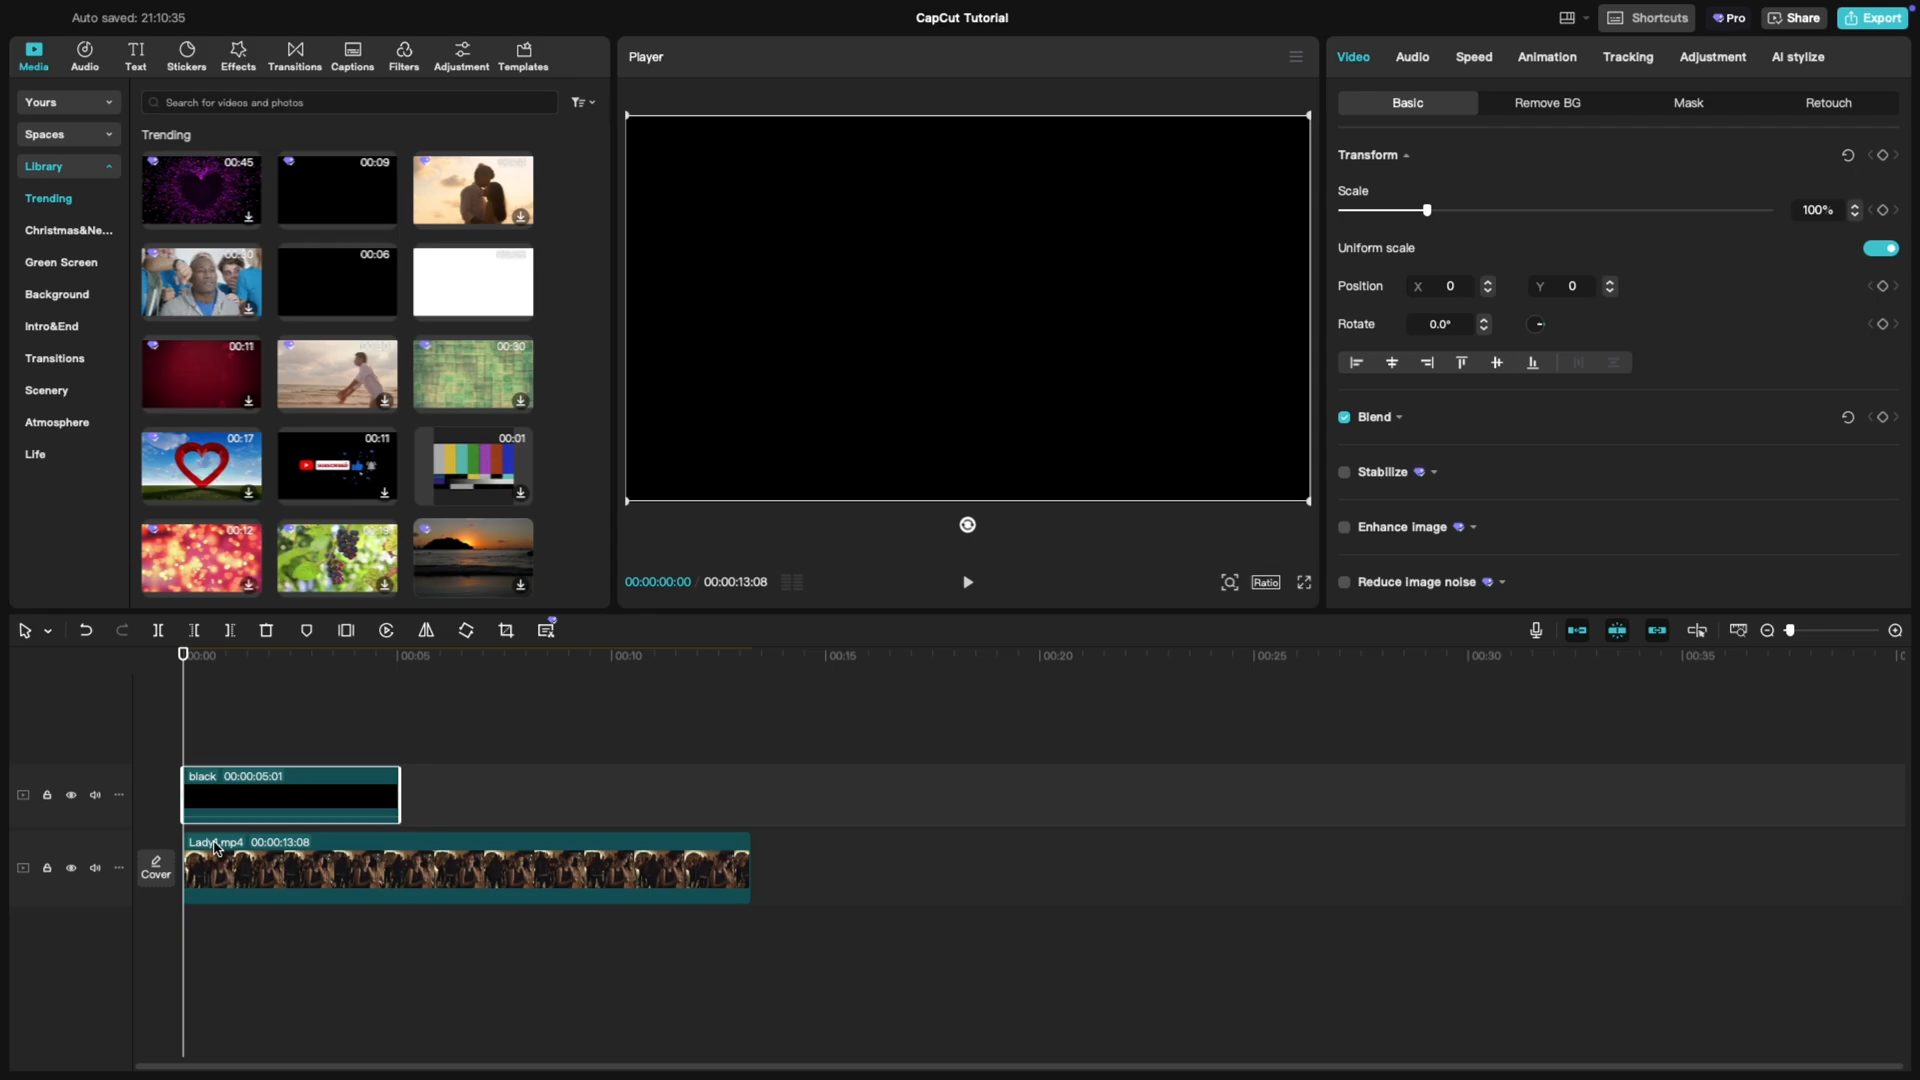 Auto saved: 21:10:35
CapCut Tutorial
Shortcuts
Pro
Share
Export
Media
Audio
Text
Stickers
Effects
Transitions
Captions
Filters
Adjustment
Templates
Yours
Spaces
Library
Trending
Christmas&Ne...
Green Screen
Background
Intro&End
Transitions
Scenery
Atmosphere
Life
Search for videos and photos
Trending
00:45
00:09
00:06
00:11
00:30
00:17
00:11
00:01
00:12
Player
00:00:00:00 / 00:00:13:08
Ratio
Video
Audio
Speed
Animation
Tracking
Adjustment
AI stylize
Basic
Remove BG
Mask
Retouch
Transform
Scale
100%
Uniform scale
Position
X 0
Y 0
Rotate
0.0°
Blend
Stabilize
Enhance image
Reduce image noise
00:00
00:05
00:10
00:15
00:20
00:25
00:30
00:35
black 00:00:05:01
Cover
Lady1.mp4 00:00:13:08